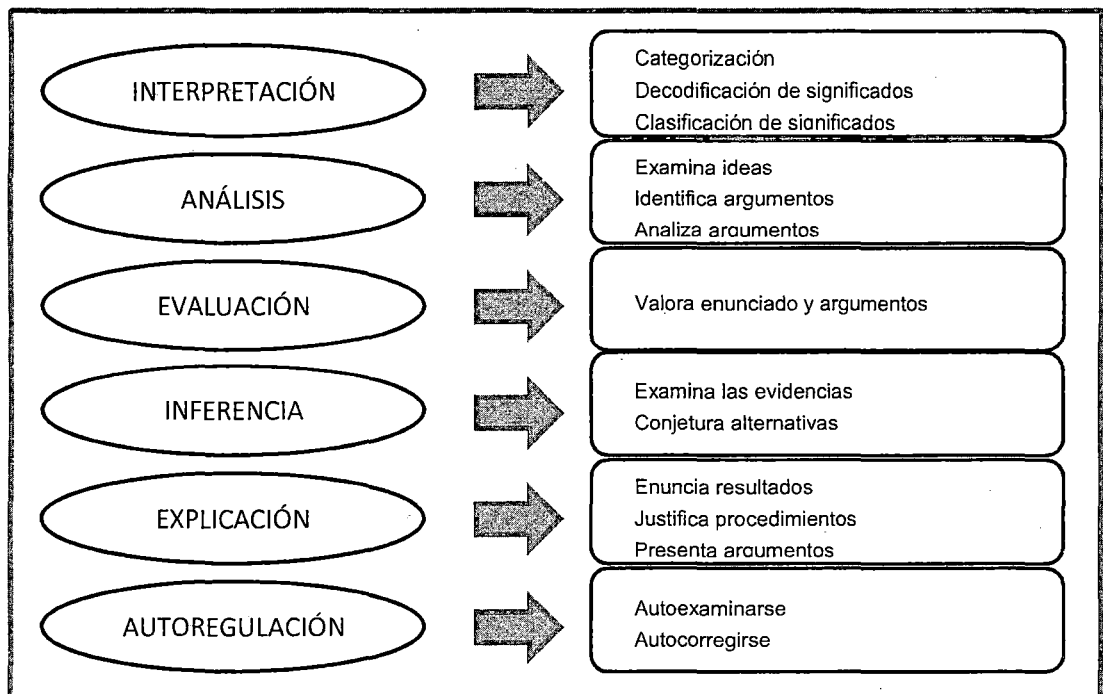 INTERPRETACIÓN
Categorización
Decodificación de significados
Clasificación de significados
ANÁLISIS
Examina ideas
Identifica argumentos
Analiza argumentos
EVALUACIÓN
Valora enunciado y argumentos
INFERENCIA
Examina las evidencias
Conjetura alternativas
EXPLICACIÓN
Enuncia resultados
Justifica procedimientos
Presenta argumentos
AUTOREGULACIÓN
Autoexaminarse
Autocorregirse